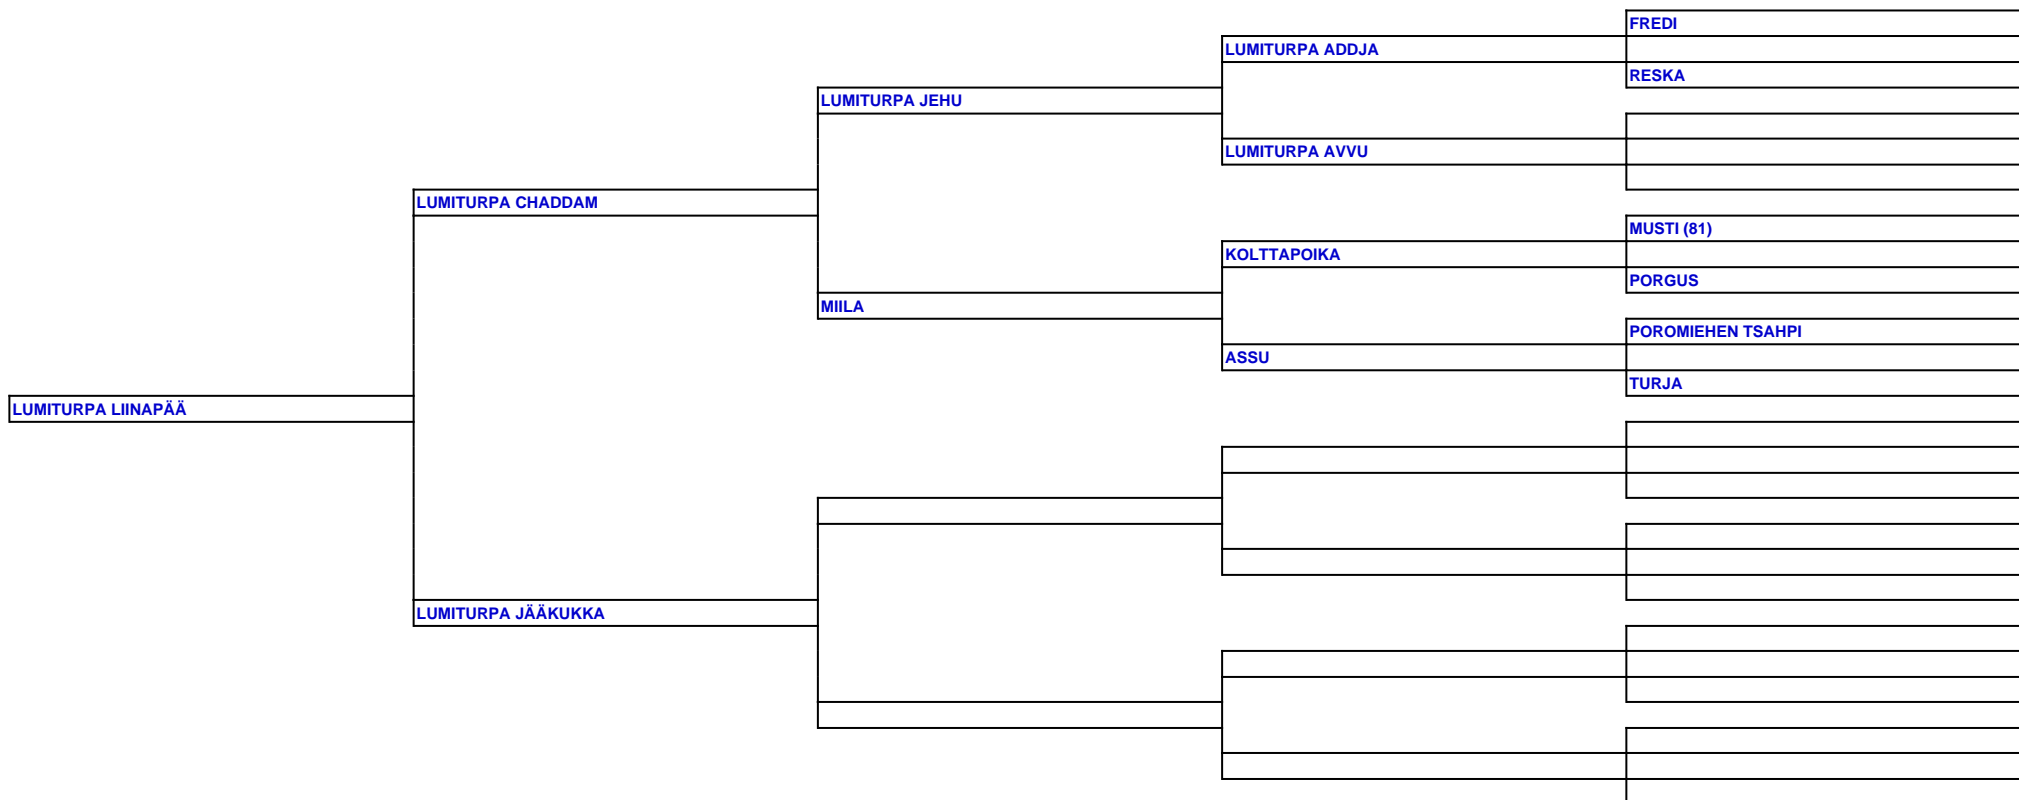 FREDI
LUMITURPA ADDJA
RESKA
LUMITURPA JEHU
LUMITURPA AVVU
LUMITURPA CHADDAM
MUSTI (81)
KOLTTAPOIKA
PORGUS
MIILA
POROMIEHEN TSAHPI
ASSU
TURJA
LUMITURPA LIINAPÄÄ
LUMITURPA JÄÄKUKKA